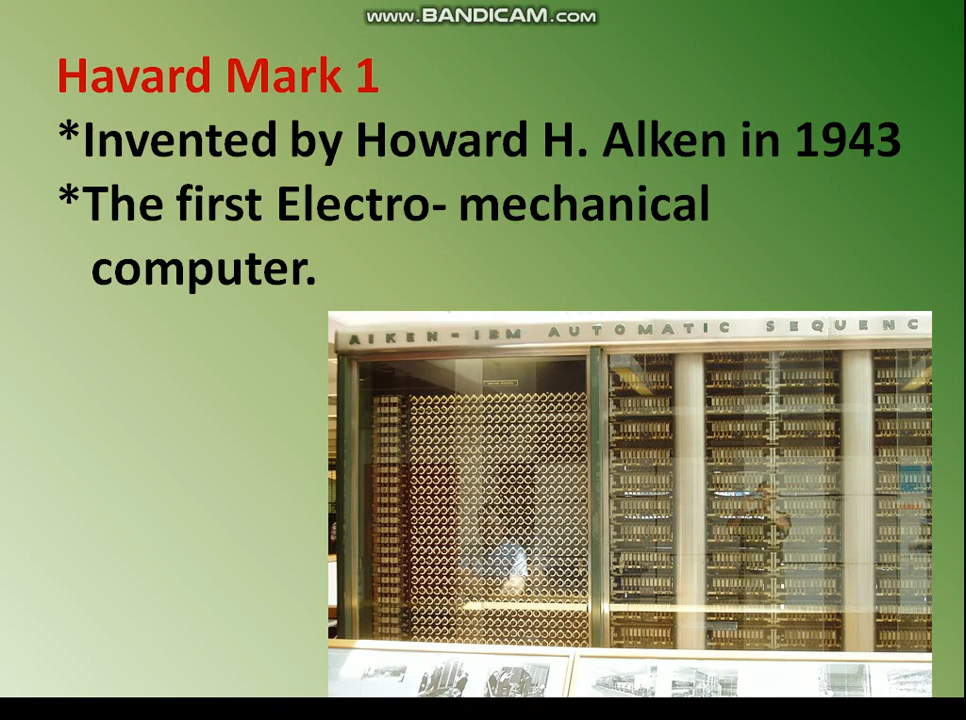 www.BANDICAM.com
Havard Mark 1
*Invented by Howard H. Alken in 1943
*The first Electro- mechanical
computer.
AIKEN - IBM AUTOMATIC SEQUENC